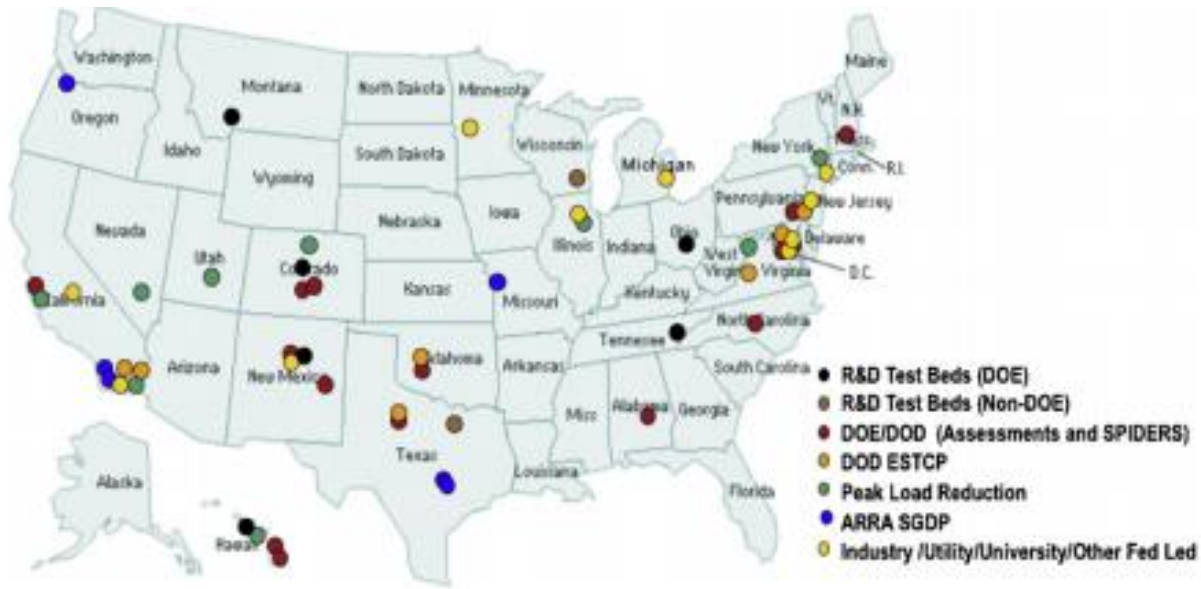 Washington
Maine
Montana
North Dakota
Minnesota
Vt.
N.H.
Oregon
Idaho
South Dakota
Wisconsin
Michigan
New York
Mass.
R.I.
Conn.
Wyoming
Iowa
Pennsylvania
New Jersey
Nebraska
Nevada
Utah
Colorado
Illinois
Indiana
Ohio
West
Virginia
Virginia
Delaware
D.C.
California
Kansas
Missouri
Kentucky
Tennessee
North Carolina
Arizona
New Mexico
Oklahoma
Arkansas
South Carolina
Miss
Alabama
Georgia
Texas
Louisiana
Florida
Alaska
Hawaii
R&D Test Beds (DOE)
R&D Test Beds (Non-DOE)
DOE/DOD (Assessments and SPIDERS)
DOD ESTCP
Peak Load Reduction
ARRA SGDP
Industry /Utility/University/Other Fed Led